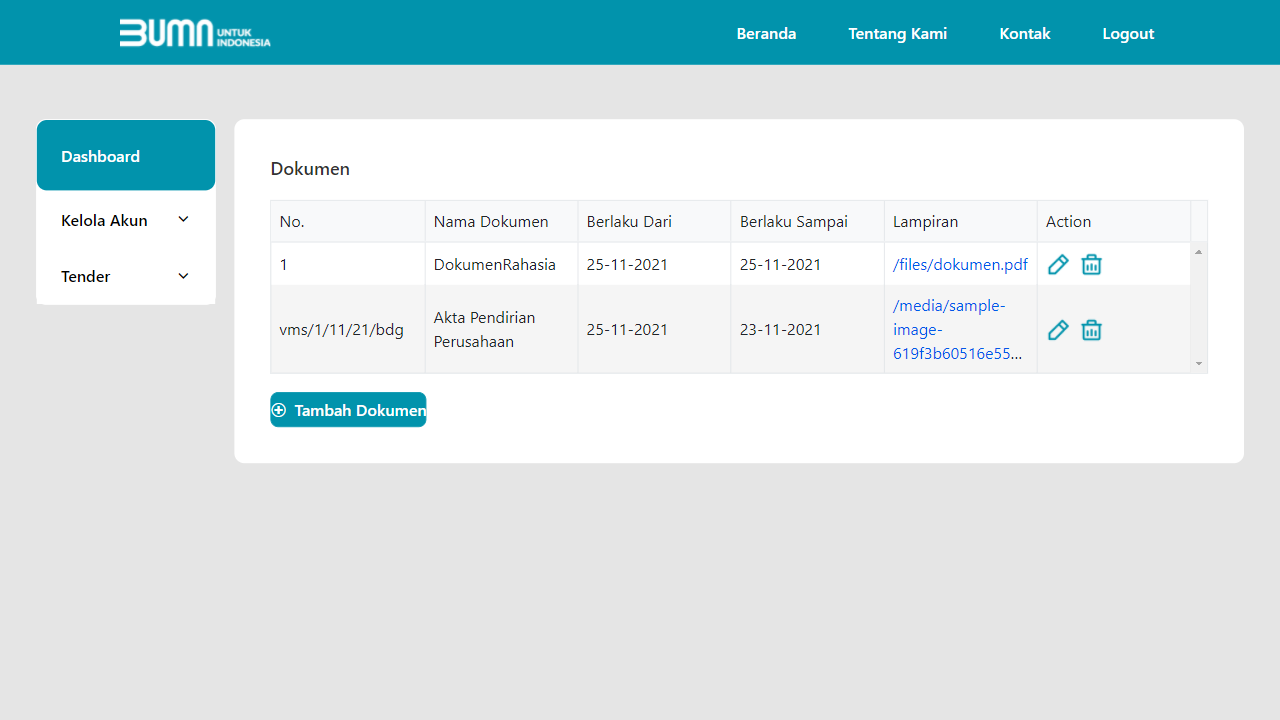 BUMN UNTUK INDONESIA
Beranda Tentang Kami Kontak Logout
Dashboard
Kelola Akun
Tender
Dokumen
No. Nama Dokumen Berlaku Dari Berlaku Sampai Lampiran Action
1 DokumenRahasia 25-11-2021 25-11-2021 /files/dokumen.pdf
vms/1/11/21/bdg
Akta Pendirian
Perusahaan
25-11-2021
23-11-2021
/media/sample-
image-
619f3b60516e55...
Tambah Dokumen